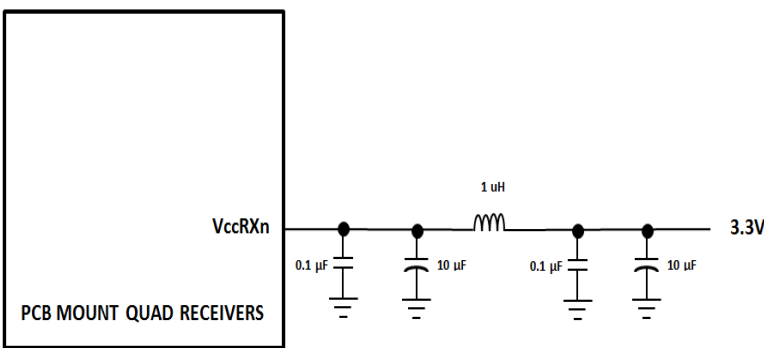 1 uH
VccRXn
3.3V
0.1 µF
10 µF
0.1 µF
10 µF
PCB MOUNT QUAD RECEIVERS